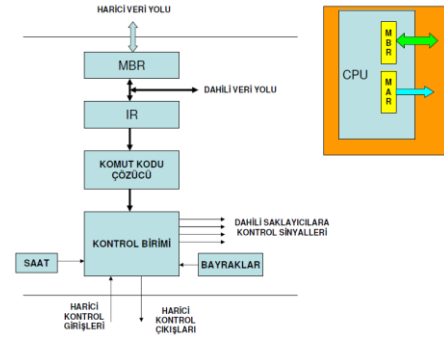 HARİCİ VERİ YOLU
MBR
DAHİLİ VERİ YOLU
IR
KOMUT KODU
ÇÖZÜCÜ
KONTROL BİRİMİ
DAHİLİ SAKLAYICILARA
KONTROL SİNYALLERİ
SAAT
BAYRAKLAR
HARİCİ
KONTROL
GİRİŞLERİ
HARİCİ
KONTROL
ÇIKIŞLARI
CPU
MBR
MAR